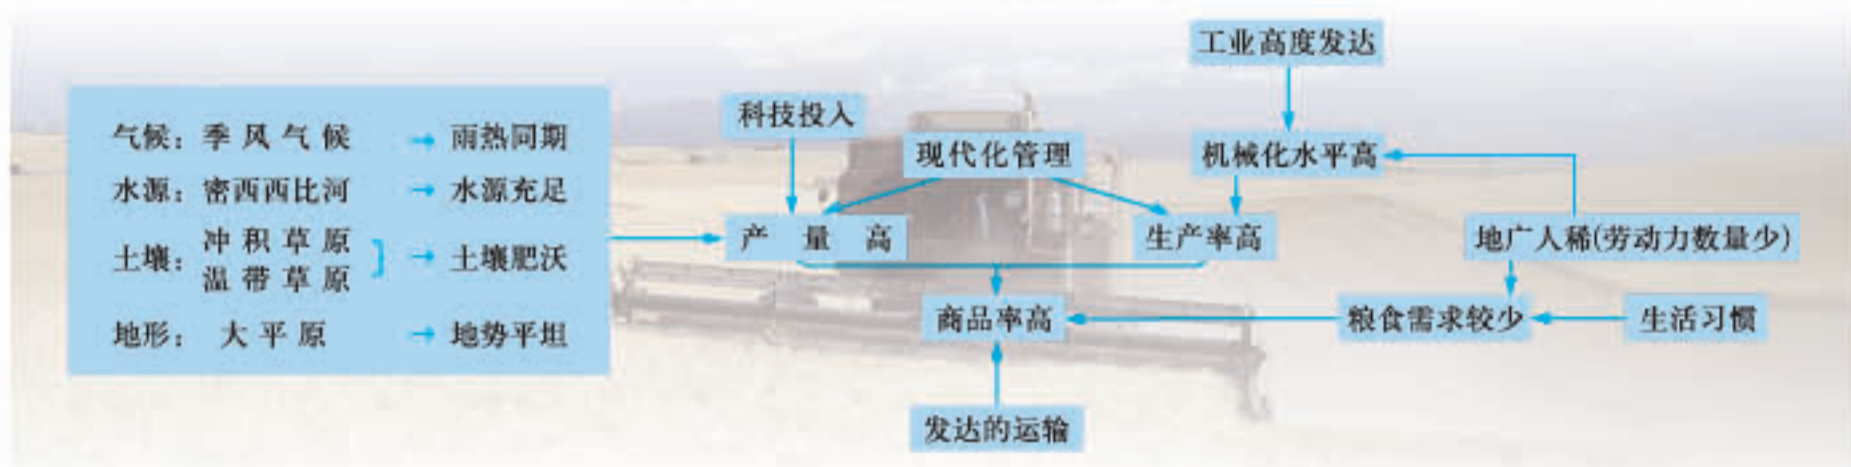 气候：季风气候 → 雨热同期
水源：密西西比河 → 水源充足
土壤：冲积草原
温带草原 → 土壤肥沃
地形：大平原 → 地势平坦
科技投入
现代化管理
产量高
工业高度发达
机械化水平高
生产率高
地广人稀(劳动力数量少)
商品率高
粮食需求较少
生活习惯
发达的运输